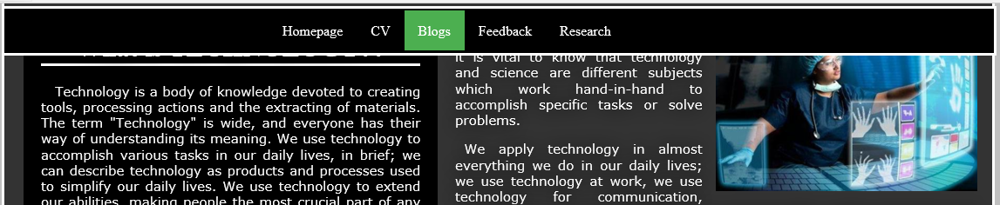 Homepage CV Blogs Feedback Research
Technology is a body of knowledge devoted to creating
tools, processing actions and the extracting of materials.
The term "Technology" is wide, and everyone has their
way of understanding its meaning. We use technology to
accomplish various tasks in our daily lives, in brief; we
can describe technology as products and processes used
to simplify our daily lives. We use technology to extend
our abilities, making people the most crucial part of any
it is vital to know that technology
and science are different subjects
which work hand-in-hand to
accomplish specific tasks or solve
problems.
We apply technology in almost
everything we do in our daily lives;
we use technology at work, we use
technology for communication,